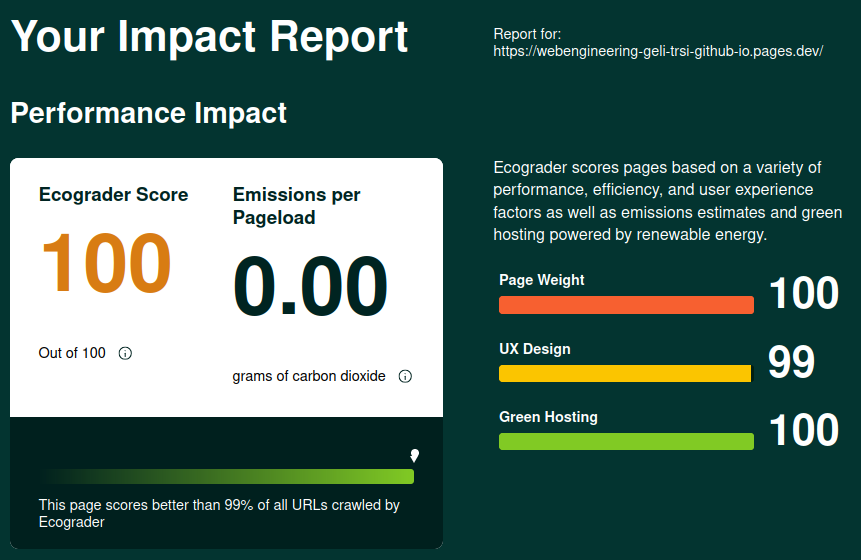 Your Impact Report
Report for:
https://webengineering-geli-trsi-github-io.pages.dev/
Performance Impact
Ecograder Score
100
Out of 100
Emissions per
Pageload
0.00
grams of carbon dioxide
This page scores better than 99% of all URLs crawled by
Ecograder
Ecograder scores pages based on a variety of
performance, efficiency, and user experience
factors as well as emissions estimates and green
hosting powered by renewable energy.
Page Weight
100
UX Design
99
Green Hosting
100